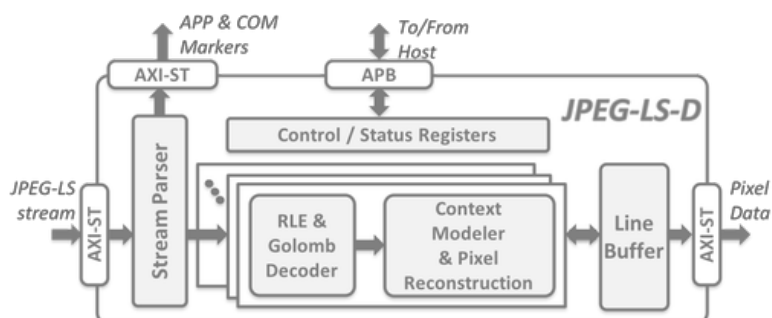 APP & COM
Markers
To/From
Host
AXI-ST
APB
JPEG-LS-D
Control / Status Registers
JPEG-LS
stream
AXI-ST
Stream Parser
RLE &
Golomb
Decoder
Context
Modeler
& Pixel
Reconstruction
Line
Buffer
AXI-ST
Pixel
Data